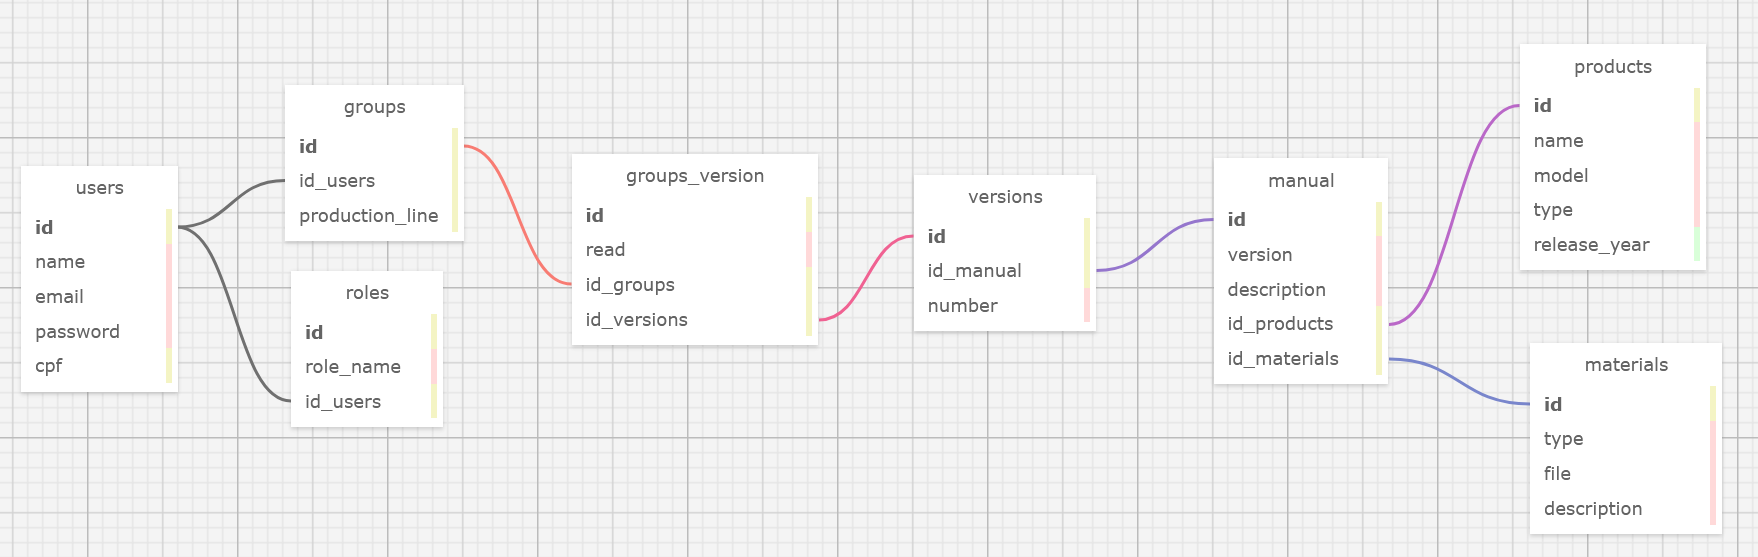 users
id
name
email
password
cpf
groups
id
id_users
production_line
roles
id
role_name
id_users
groups_version
id
read
id_groups
id_versions
versions
id
id_manual
number
manual
id
version
description
id_products
id_materials
products
id
name
model
type
release_year
materials
id
type
file
description